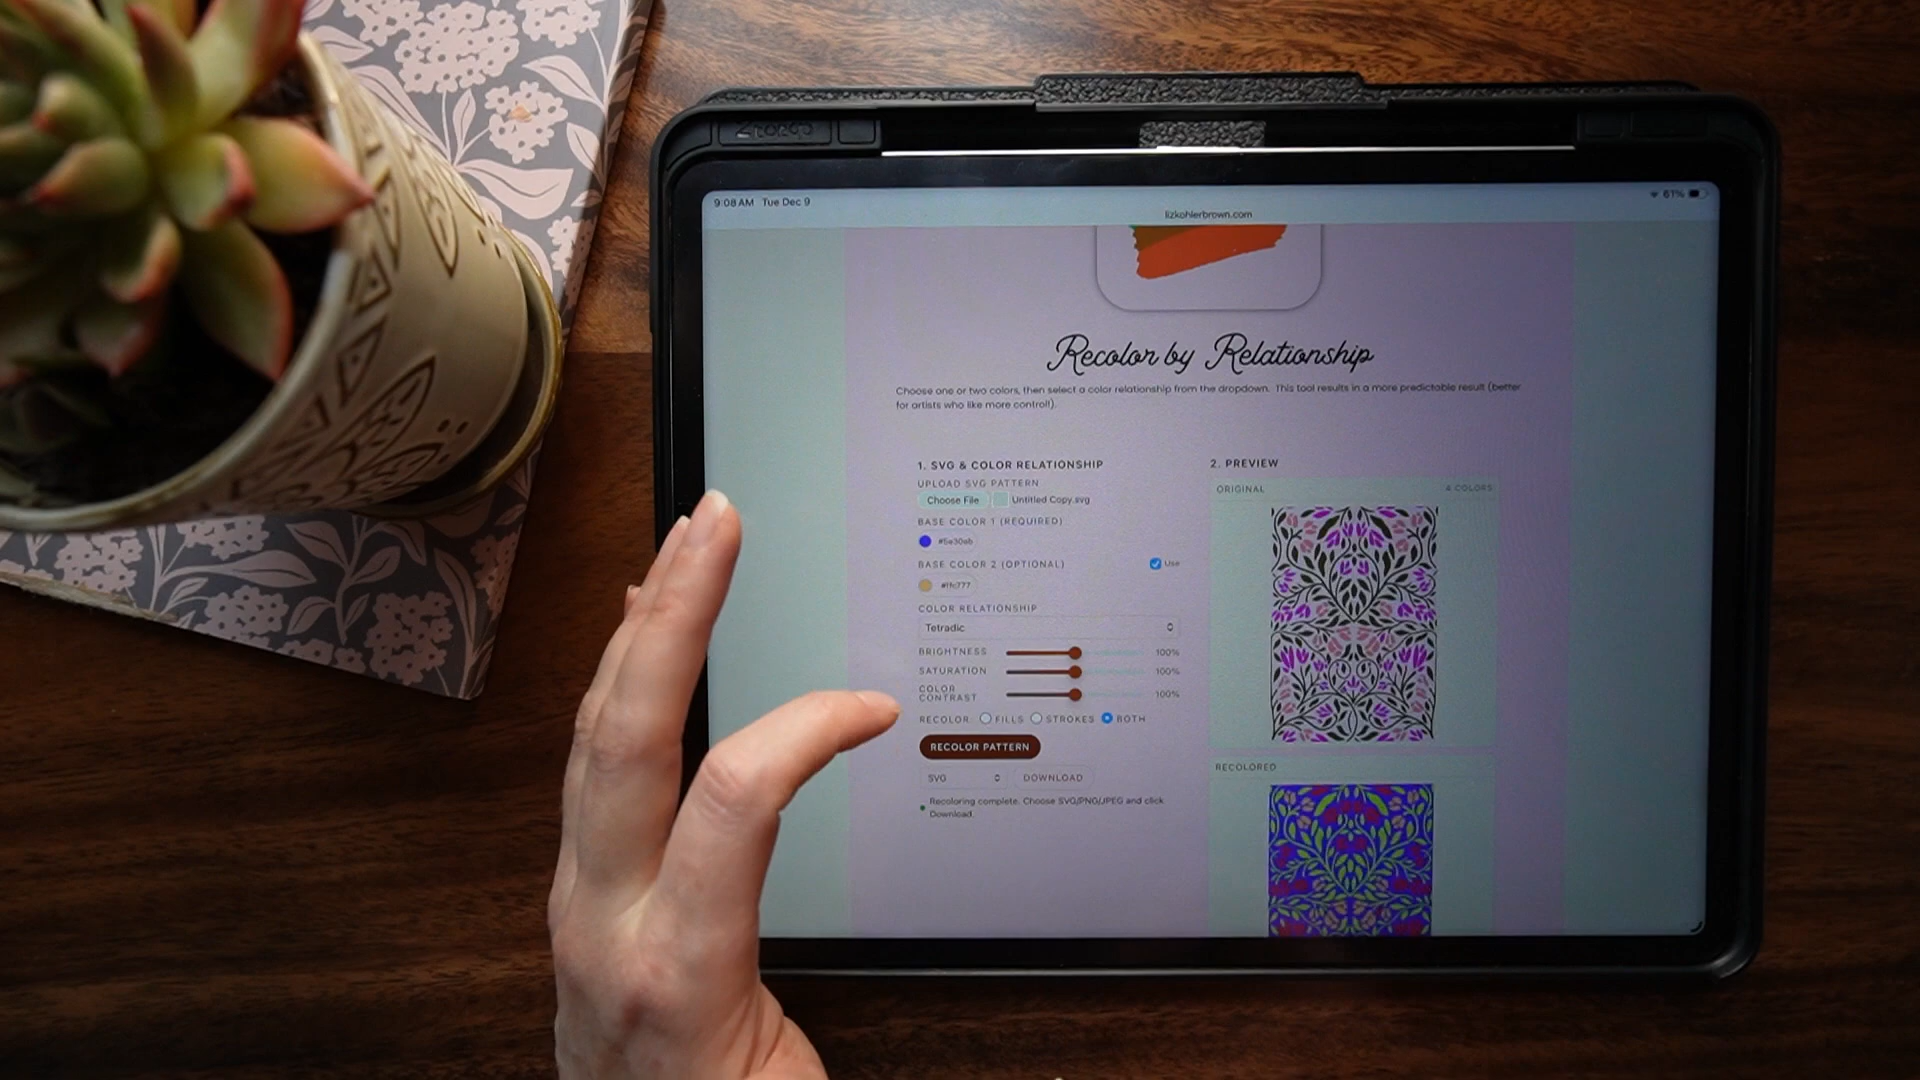 Ztotop
9:08 AM Tue Dec 9
61%
lizkohlerbrown.com
Recolor by Relationship
Choose one or two colors, then select a color relationship from the dropdown. This tool results in a more predictable result (better
for artists who like more control!).
1. SVG & COLOR RELATIONSHIP
UPLOAD SVG PATTERN
Choose File Untitled Copy.svg
BASE COLOR 1 (REQUIRED)
#5e30eb
BASE COLOR 2 (OPTIONAL) Use
#ffc777
COLOR RELATIONSHIP
Tetradic
BRIGHTNESS 100%
SATURATION 100%
COLOR
CONTRAST 100%
RECOLOR FILLS STROKES BOTH
RECOLOR PATTERN
SVG DOWNLOAD
Recoloring complete. Choose SVG/PNG/JPEG and click
Download.
2. PREVIEW
ORIGINAL 4 COLORS
RECOLORED